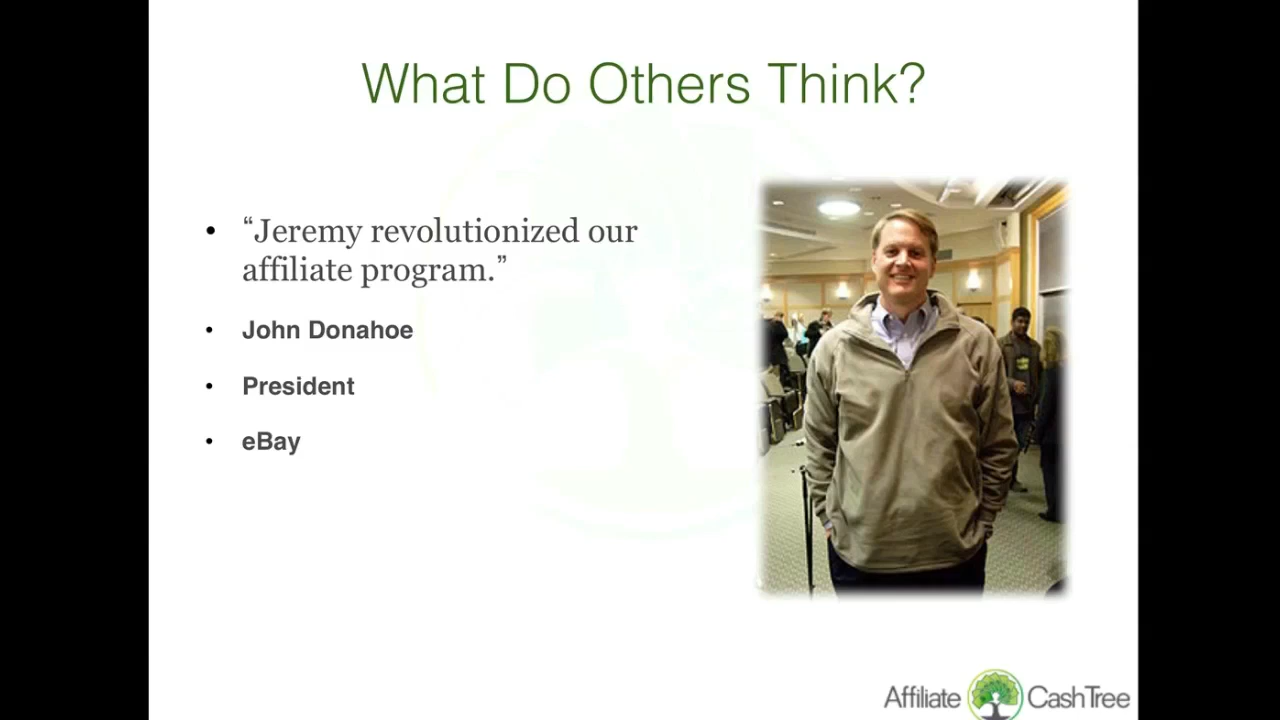 What Do Others Think?
“Jeremy revolutionized our
affiliate program.”
John Donahoe
President
eBay
Affiliate CashTree